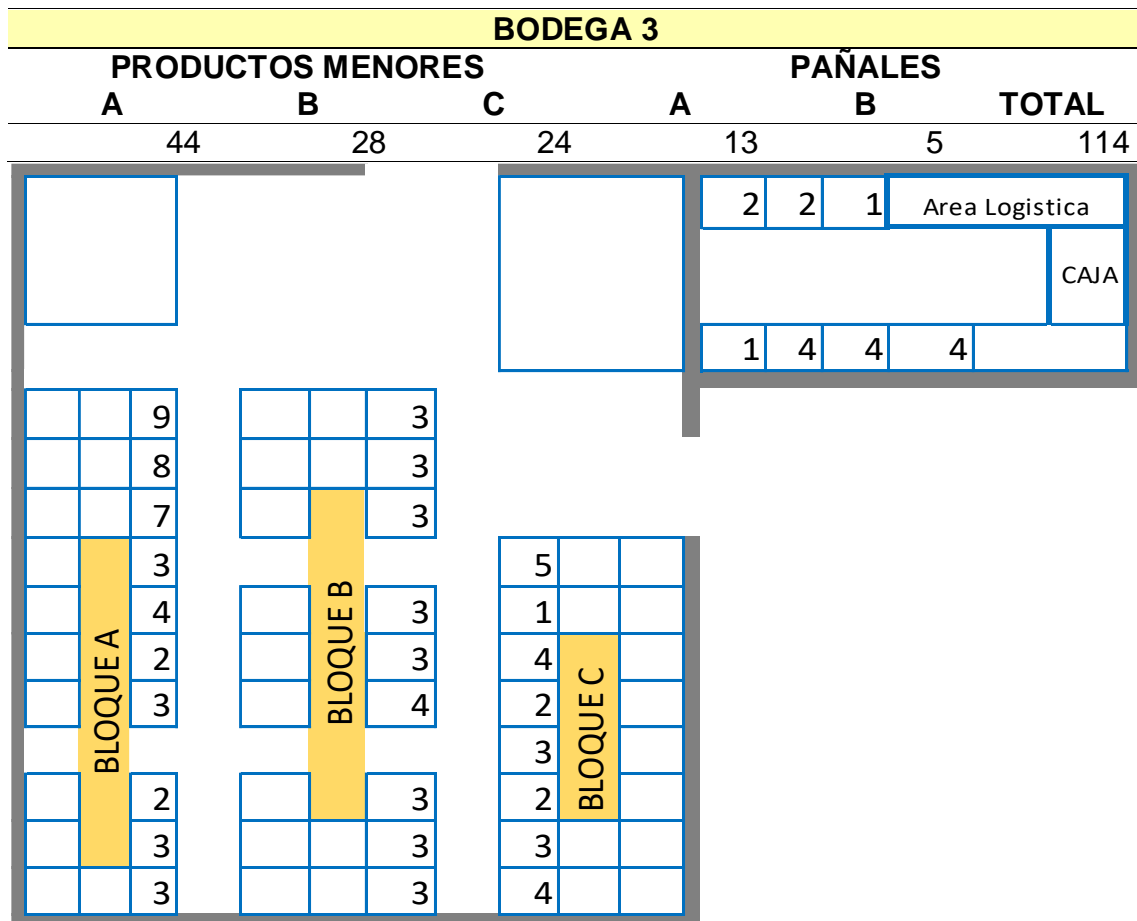 BODEGA 3
PRODUCTOS MENORES PAÑALES
A B C A B TOTAL
44 28 24 13 5 114
2 2 1 Area Logistica
CAJA
1 4 4 4
9 3
8 3
7 3
3 5
4 3 1
2 3 4
3 4 2
3
2 3 2
3 3 3
3 3 4
BLOQUE A
BLOQUE B
BLOQUE C